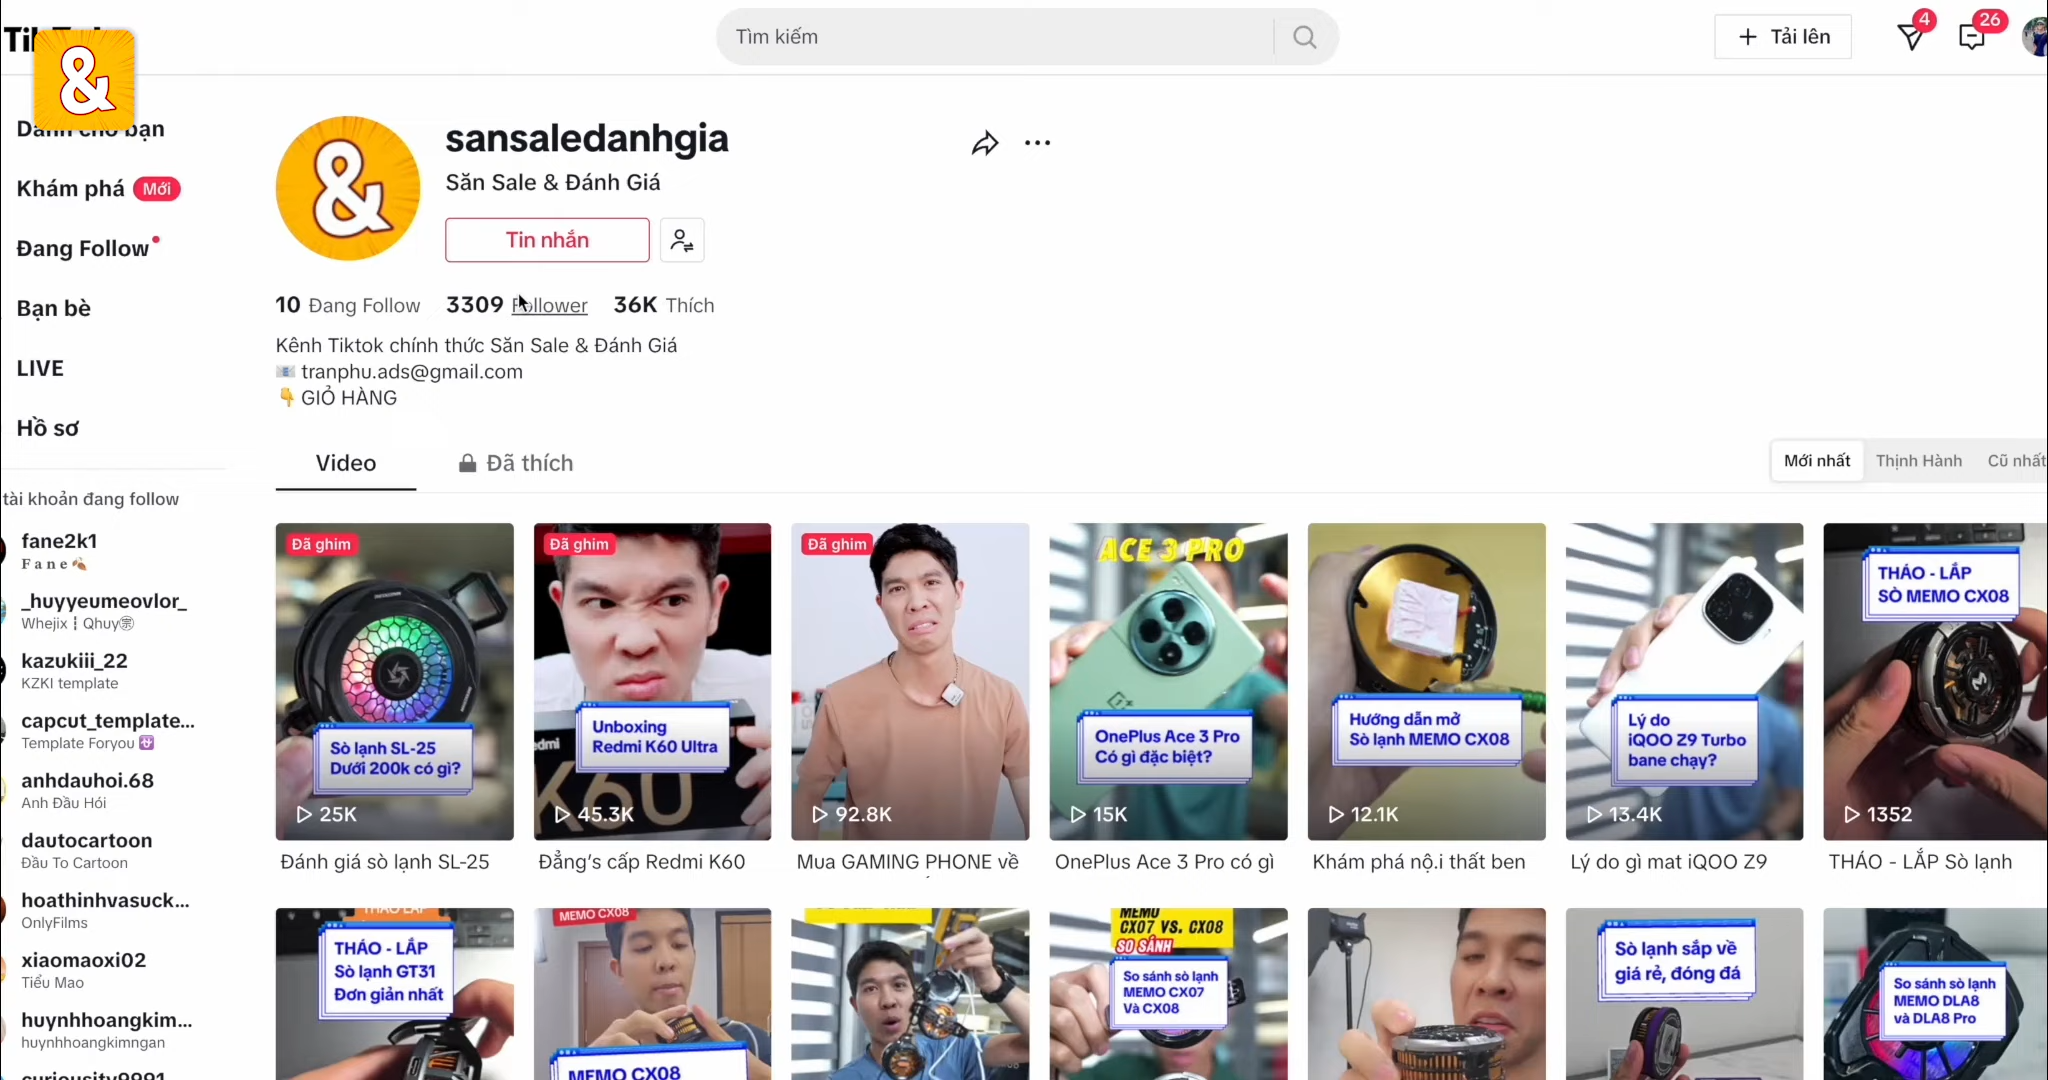 &
Tìm kiếm
Tải lên
4
26
Khám phá
Mới
Đang Follow
Bạn bè
LIVE
Hồ sơ
tài khoản đang follow
fane2k1
Fane
_huyyeumeovlor_
Whejix ¦ Qhuy
kazukiii_22
KZKI template
capcut_template...
Template Foryou
anhdauhoi.68
Anh Đầu Hói
dautocartoon
Đầu To Cartoon
hoathinhvasuck...
OnlyFilms
xiaomaoxi02
Tiểu Mao
huynhhoangkim...
huynhhoangkimngan
&
sansaledanhgia
Săn Sale & Đánh Giá
Tin nhắn
10 Đang Follow 3309 Follower 36K Thích
Kênh Tiktok chính thức Săn Sale & Đánh Giá
tranphu.ads@gmail.com
GIỎ HÀNG
Video
Đã thích
Mới nhất
Thịnh Hành
Cũ nhất
Đã ghim
Sò lạnh SL-25
Dưới 200k có gì?
25K
Đánh giá sò lạnh SL-25
Đã ghim
Unboxing
Redmi K60 Ultra
K60
45.3K
Đẳng's cấp Redmi K60
Đã ghim
92.8K
Mua GAMING PHONE về
ACE 3 PRO
OnePlus Ace 3 Pro
Có gì đặc biệt?
15K
OnePlus Ace 3 Pro có gì
Hướng dẫn mở
Sò lạnh MEMO CX08
12.1K
Khám phá nộ.i thất ben
Lý do
iQOO Z9 Turbo
bane chạy?
13.4K
Lý do gì mat iQOO Z9
THÁO - LẮP
SÒ MEMO CX08
1352
THÁO - LẮP Sò lạnh
THÁO LẮP
THÁO - LẮP
Sò lạnh GT31
Đơn giản nhất
MEMO CX08
MEMO CX08
MEMO
CX07 VS. CX08
SO SÁNH
So sánh sò lạnh
MEMO CX07
Và CX08
Sò lạnh sắp về
giá rẻ, đóng đá
So sánh sò lạnh
MEMO DLA8
và DLA8 Pro